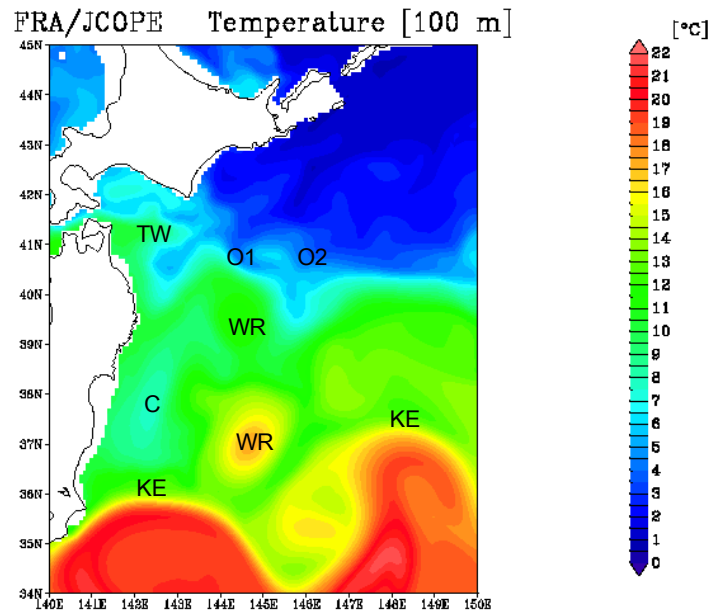 FRA/JCOPE Temperature [100 m]
[°C]
45N
44N
43N
42N
41N
40N
39N
38N
37N
36N
35N
34N
140E 141E 142E 143E 144E 145E 146E 147E 148E 149E 150E
TW
O1 O2
WR
C
KE
WR
KE
22
21
20
19
18
17
16
15
14
13
12
11
10
9
8
7
6
5
4
3
2
1
0